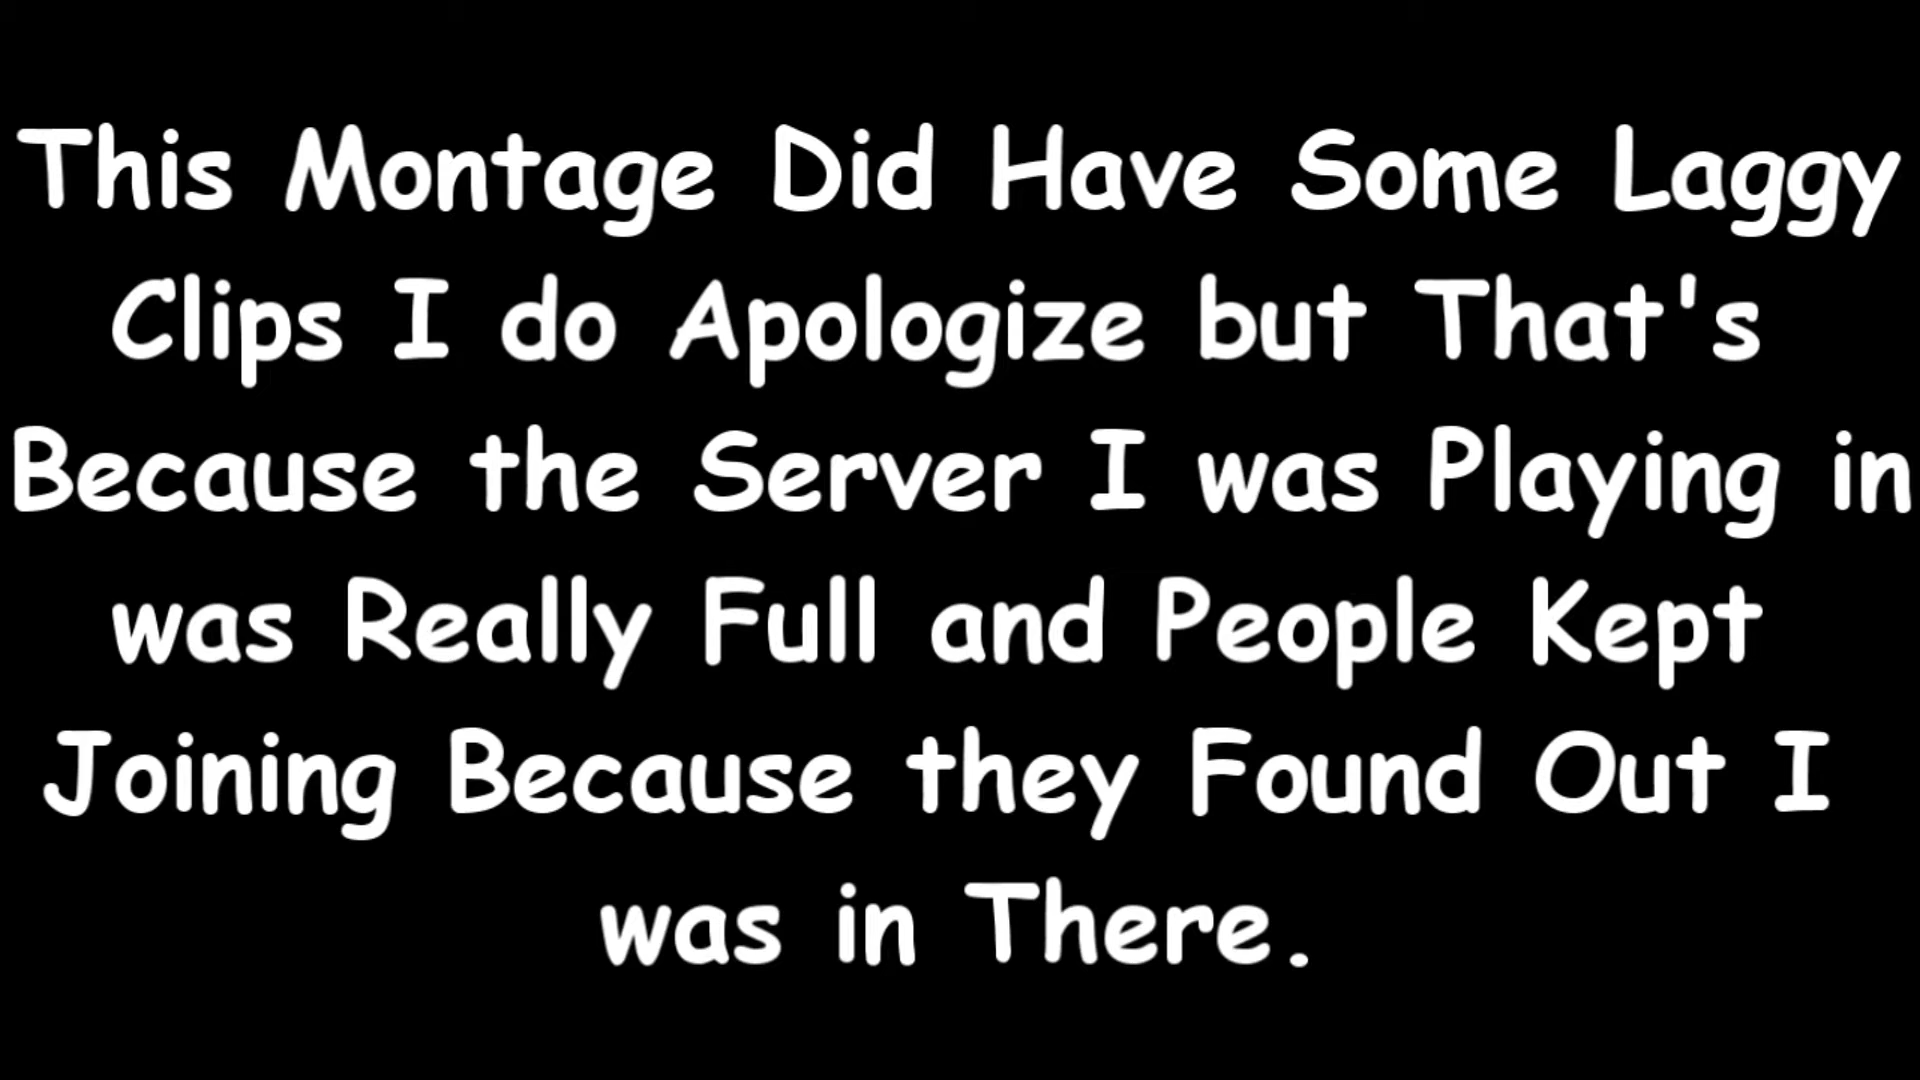 This Montage Did Have Some Laggy
Clips I do Apologize but That's
Because the Server I was Playing in
was Really Full and People Kept
Joining Because they Found Out I
was in There.